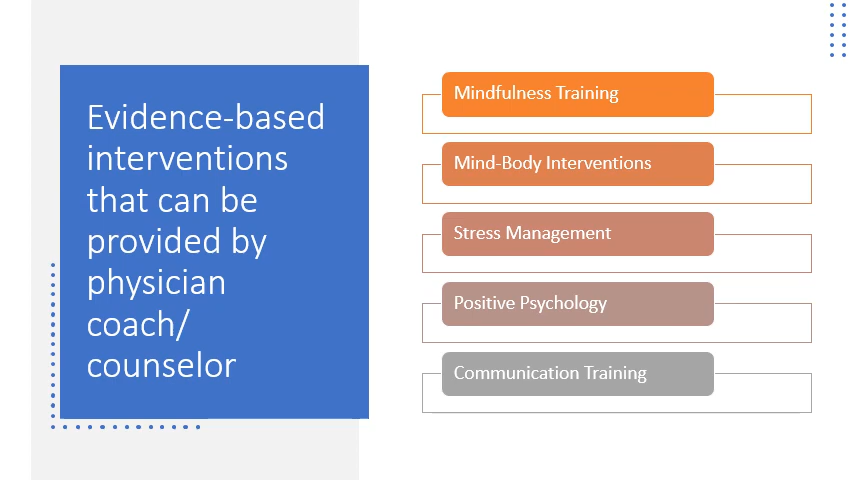 Evidence-based
interventions
that can be
provided by
physician
coach/
counselor
Mindfulness Training
Mind-Body Interventions
Stress Management
Positive Psychology
Communication Training